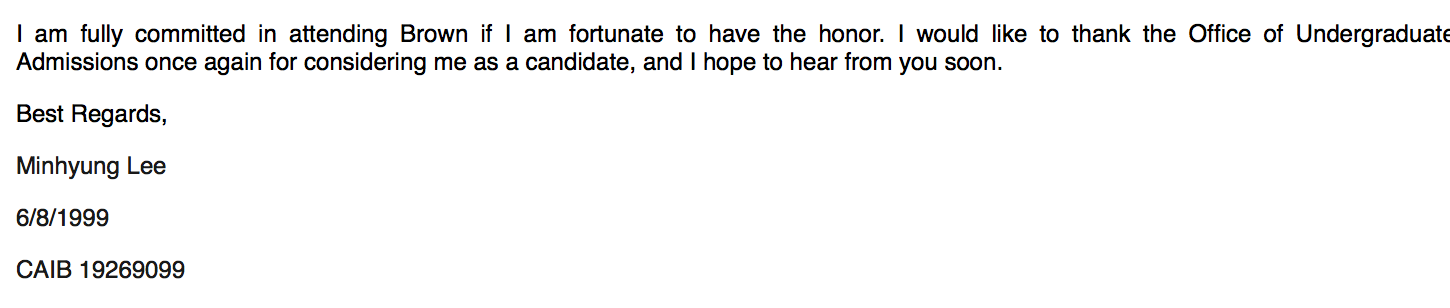 I am fully committed in attending Brown if I am fortunate to have the honor. I would like to thank the Office of Undergraduate
Admissions once again for considering me as a candidate, and I hope to hear from you soon.
Best Regards,
Minhyung Lee
6/8/1999
CAIB 19269099